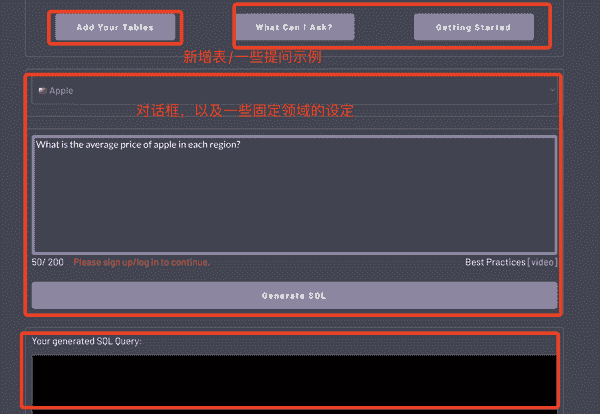 Add Your Tables
What Can I Ask?
Getting Started
新增表/一些提问示例
Apple
对话框，以及一些固定领域的设定
What is the average price of apple in each region?
50/ 200 Please sign up/log in to continue. Best Practices [video]
Generate SQL
Your generated SQL Query: